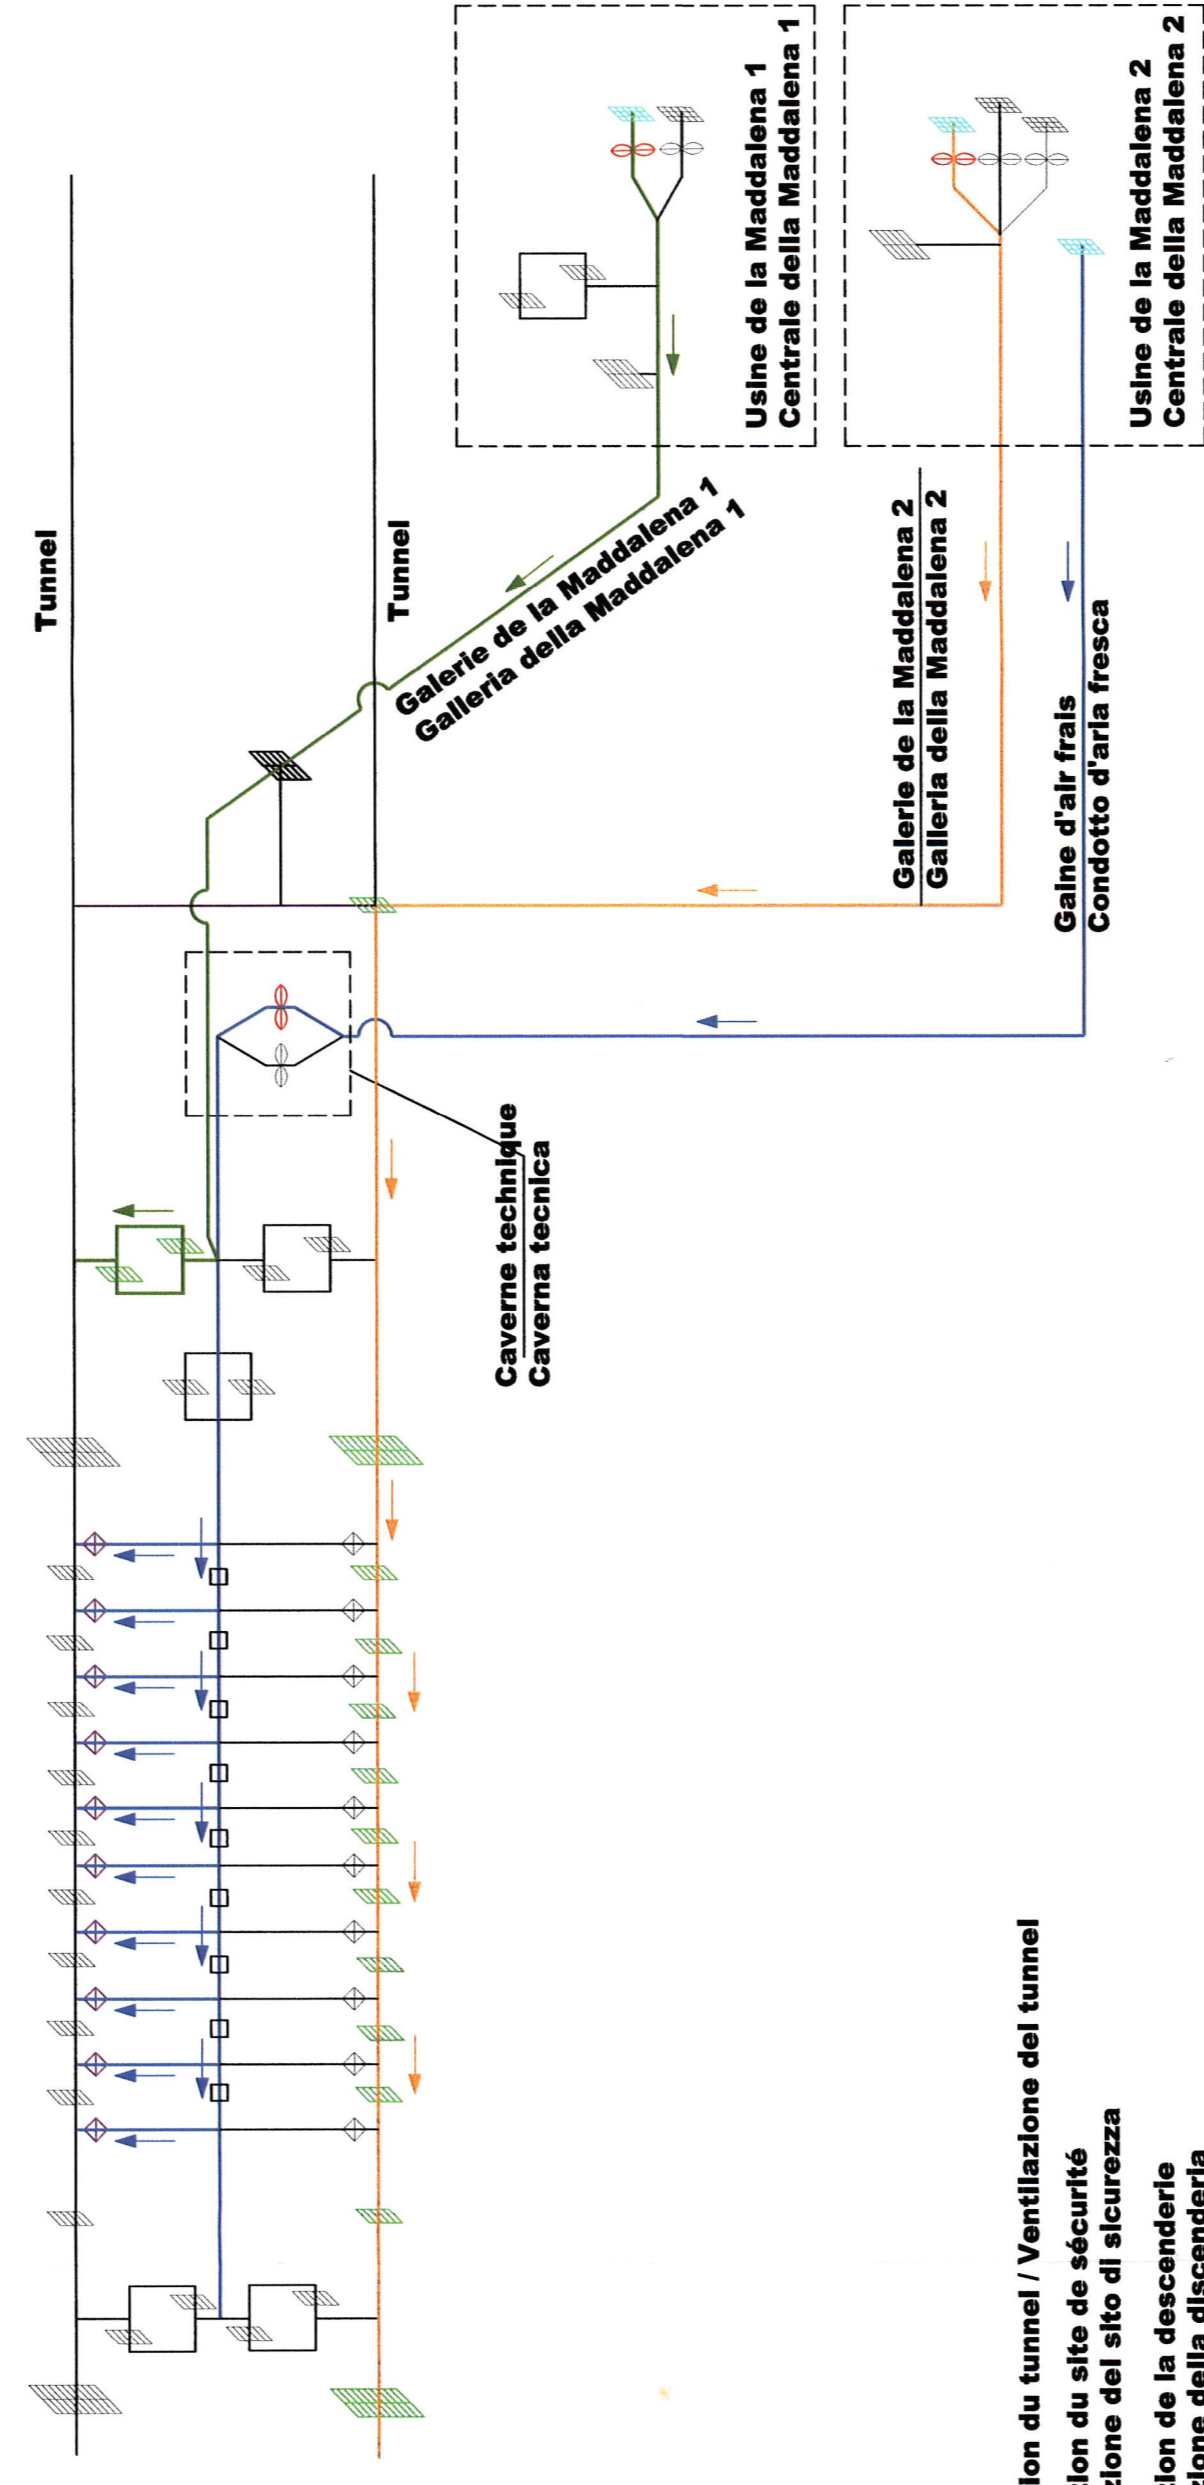 Tunnel
Tunnel
Usine de la Maddalena 1
Centrale della Maddalena 1
Galerie de la Maddalena 1
Galleria della Maddalena 1
Usine de la Maddalena 2
Centrale della Maddalena 2
Galerie de la Maddalena 2
Galleria della Maddalena 2
Gaine d'air frais
Condotto d'aria fresca
Caverne technique
Caverna tecnica
du tunnel / Ventilazione del tunnel
du site de sécurité
del sito di sicurezza
de la descenderie
della discenderia